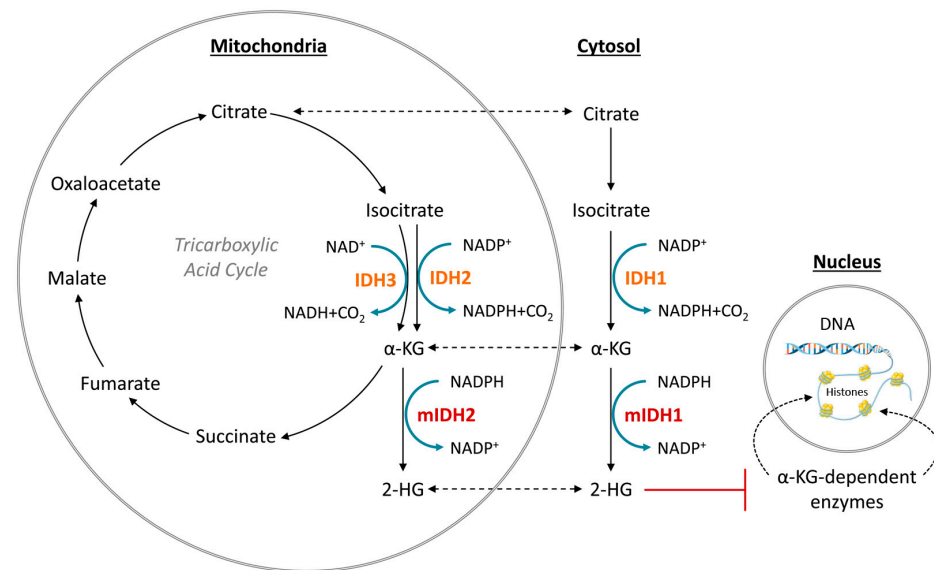 Mitochondria
Cytosol
Citrate
Citrate
Oxaloacetate
Isocitrate
Isocitrate
Tricarboxylic
Acid Cycle
NAD⁺
NADP⁺
NADP⁺
Nucleus
Malate
IDH3
IDH2
IDH1
NADH+CO₂
NADPH+CO₂
NADPH+CO₂
DNA
α-KG
α-KG
Fumarate
NADPH
NADPH
Histones
mIDH2
mIDH1
Succinate
NADP⁺
NADP⁺
2-HG
2-HG
α-KG-dependent
enzymes